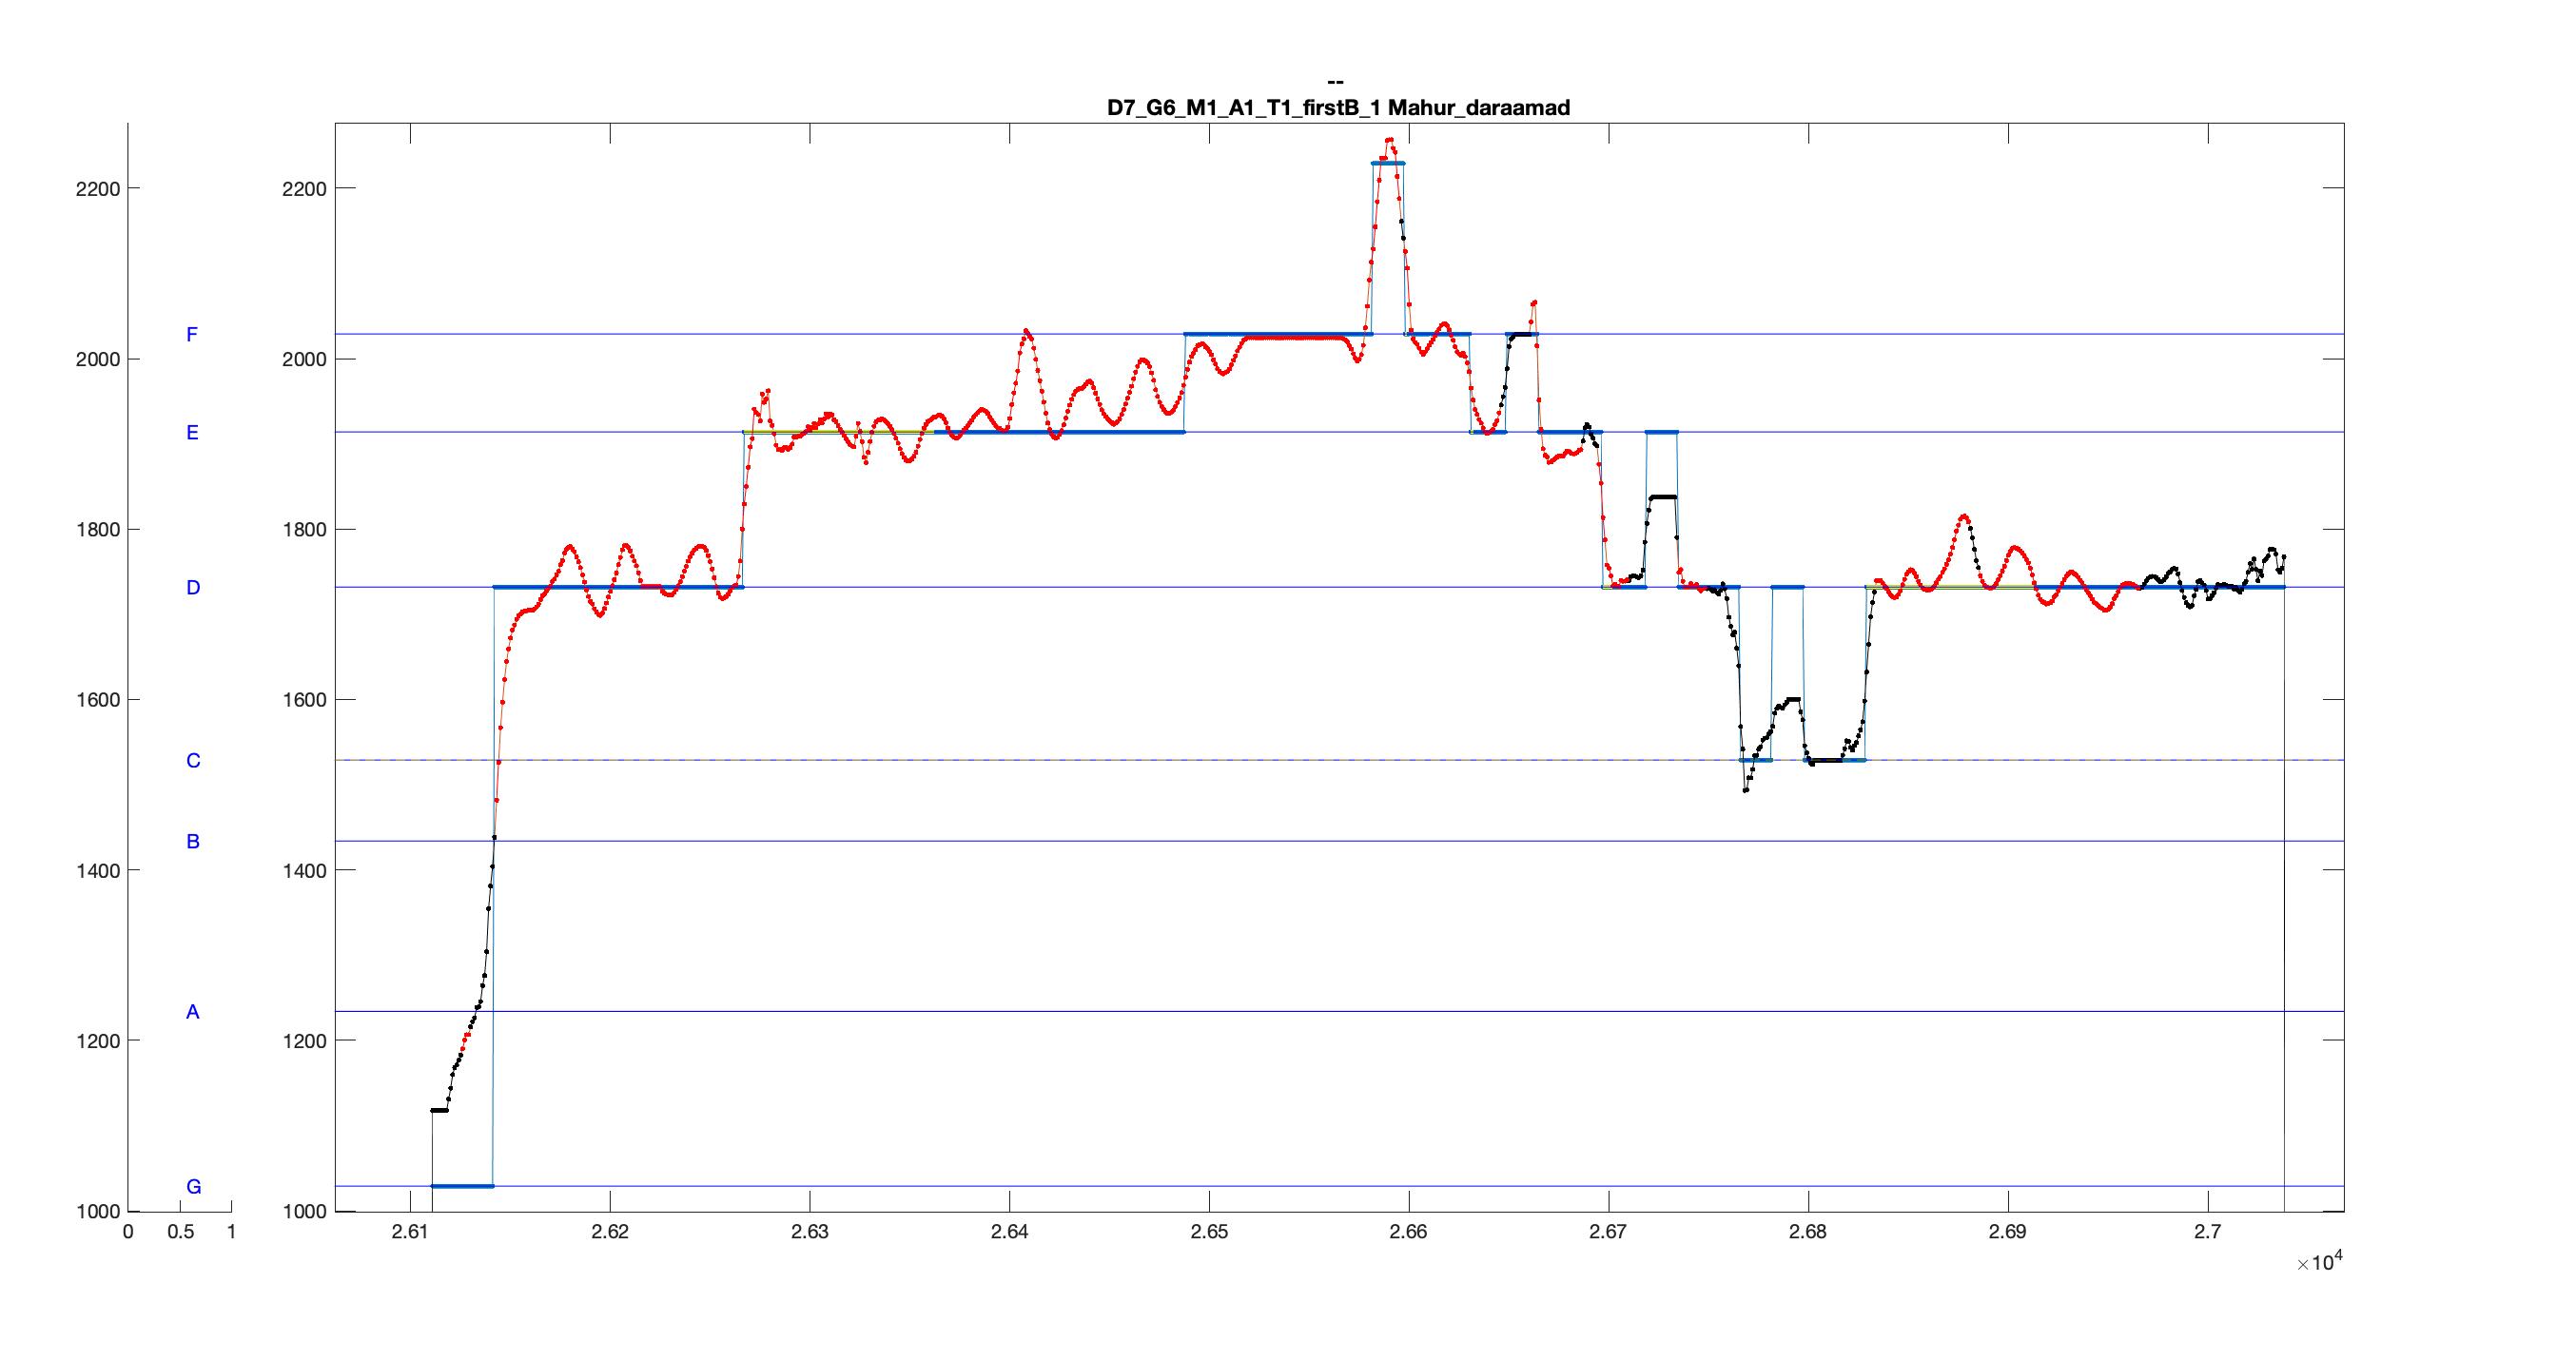 --
D7_G6_M1_A1_T1_firstB_1 Mahur_daraamad
2200 2200
2000 2000
1800 1800
1600 1600
1400 1400
1200 1200
1000 1000
F
E
D
C
B
A
G
0 0.5 1 2.61 2.62 2.63 2.64 2.65 2.66 2.67 2.68 2.69 2.7
×10^4